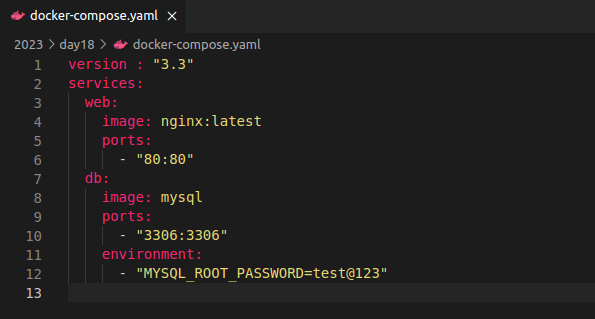 docker-compose.yaml ×
2023 > day18 > docker-compose.yaml
1 version : "3.3"
2 services:
3   web:
4     image: nginx:latest
5     ports:
6       - "80:80"
7   db:
8     image: mysql
9     ports:
10       - "3306:3306"
11     environment:
12       - "MYSQL_ROOT_PASSWORD=test@123"
13